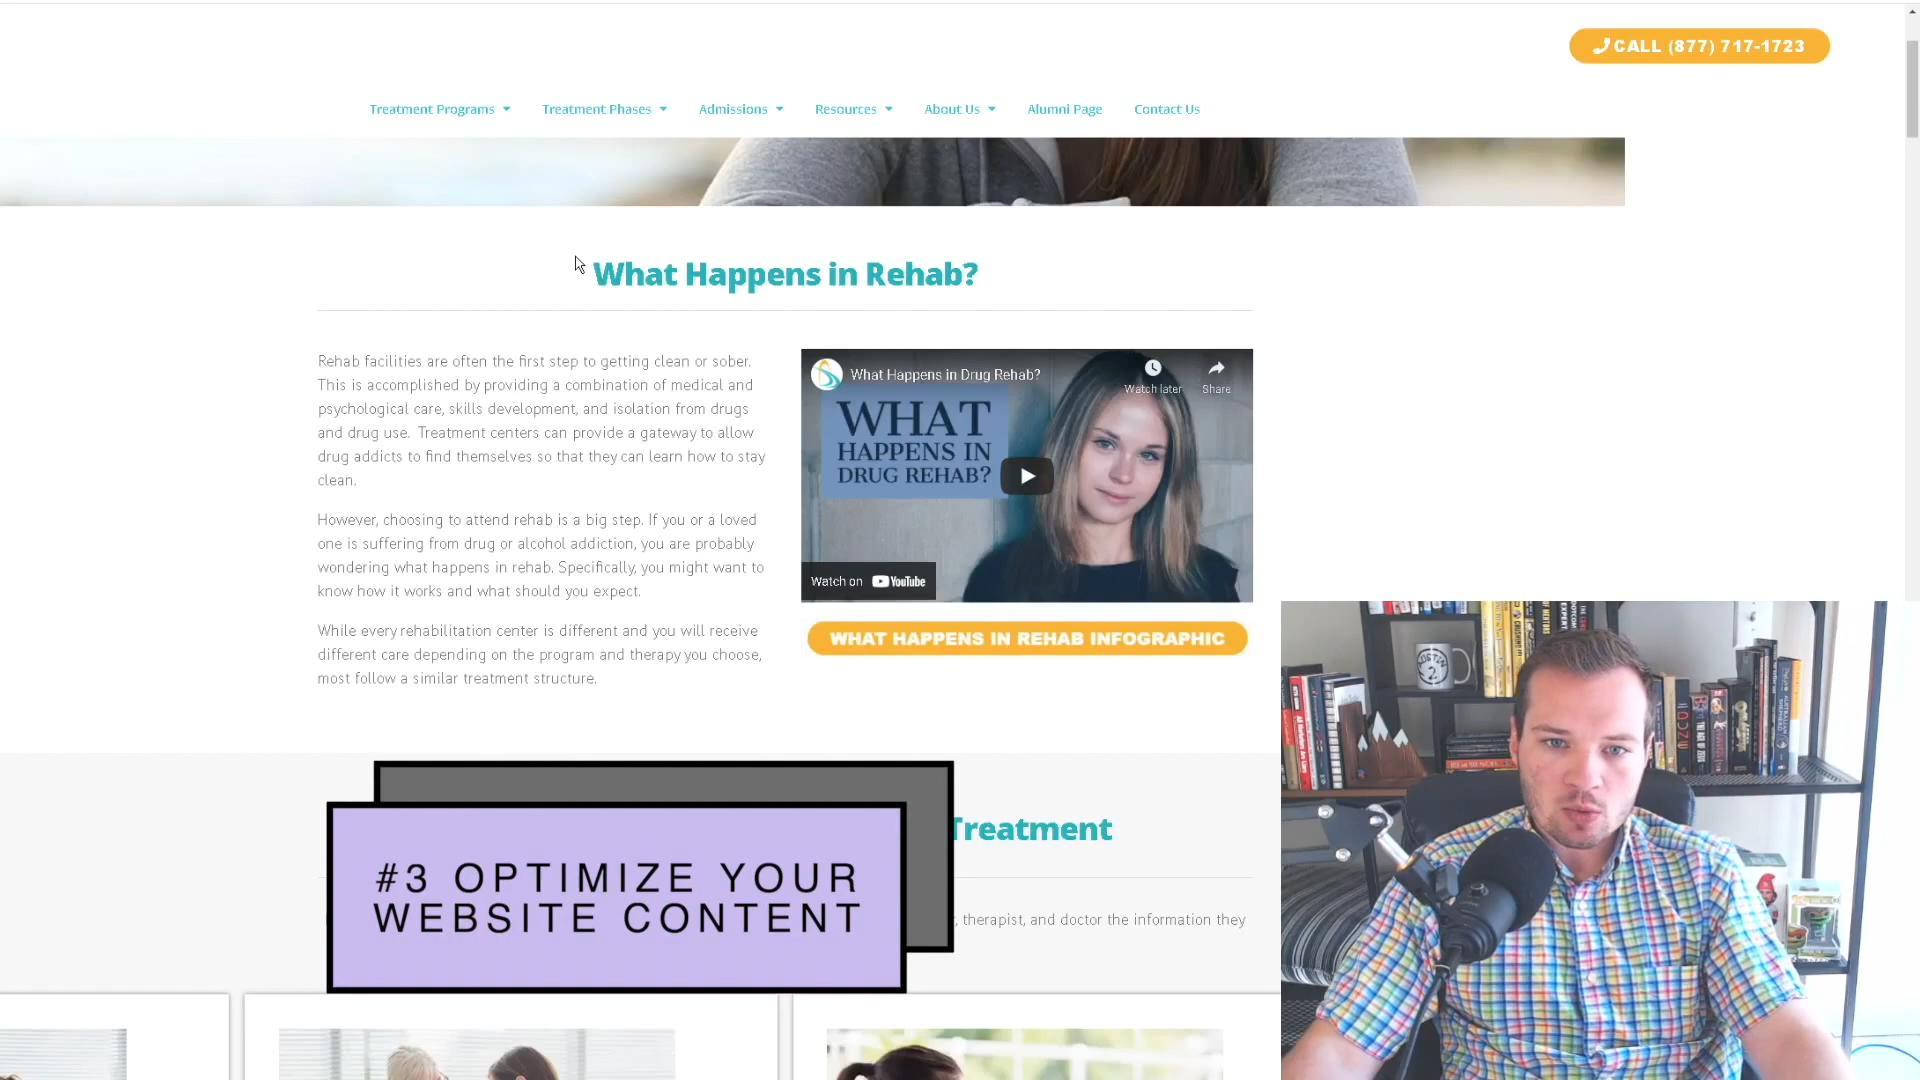 CALL (877) 717-1723
Treatment Programs
Treatment Phases
Admissions
Resources
About Us
Alumni Page
Contact Us
What Happens in Rehab?
Rehab facilities are often the first step to getting clean or sober.
This is accomplished by providing a combination of medical and
psychological care, skills development, and isolation from drugs
and drug use. Treatment centers can provide a gateway to allow
drug addicts to find themselves so that they can learn how to stay
clean.
However, choosing to attend rehab is a big step. If you or a loved
one is suffering from drug or alcohol addiction, you are probably
wondering what happens in rehab. Specifically, you might want to
know how it works and what should you expect.
While every rehabilitation center is different and you will receive
different care depending on the program and therapy you choose,
most follow a similar treatment structure.
What Happens in Drug Rehab?
Watch later
Share
WHAT
HAPPENS IN
DRUG REHAB?
Watch on YouTube
WHAT HAPPENS IN REHAB INFOGRAPHIC
Treatment
, therapist, and doctor the information they
#3 OPTIMIZE YOUR
WEBSITE CONTENT